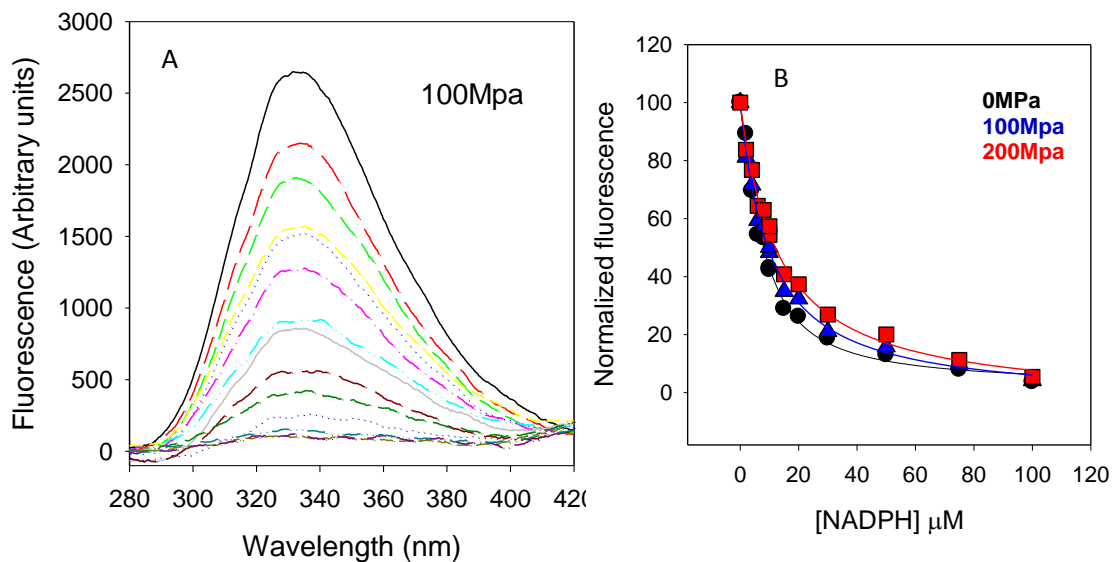 A
100Mpa
3000
2500
2000
1500
1000
500
0
280 300 320 340 360 380 400 420
Wavelength (nm)
Fluorescence (Arbitrary units)
B
0MPa
100Mpa
200Mpa
100
80
60
40
20
0
0 20 40 60 80 100 120
[NADPH] μM
Normalized fluorescence